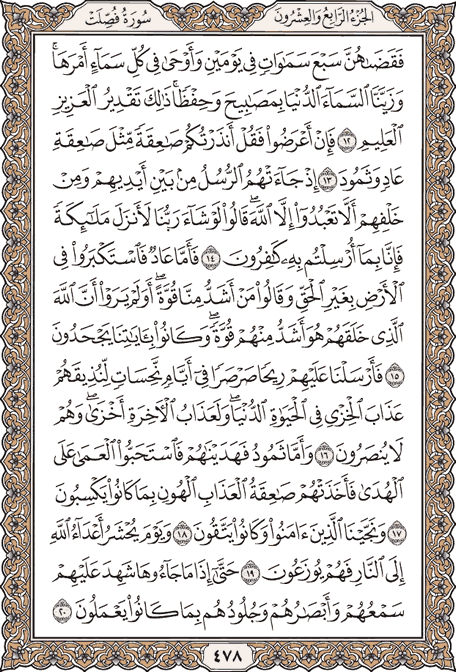 الجزء الرابع والعشرون
سورة فصلت
فَقَضَىٰهُنَّ سَبْعَ سَمَٰوَاتٍ فِي يَوْمَيْنِ وَأَوْحَىٰ فِي كُلِّ سَمَآءٍ أَمْرَهَاۚ
وَزَيَّنَّا ٱلسَّمَآءَ ٱلدُّنْيَا بِمَصَٰبِيحَ وَحِفْظًاۚ ذَٰلِكَ تَقْدِيرُ ٱلْعَزِيزِ
ٱلْعَلِيمِ ١٢ فَإِنْ أَعْرَضُوا۟ فَقُلْ أَنذَرْتُكُمْ صَٰعِقَةً مِّثْلَ صَٰعِقَةِ
عَادٍ وَثَمُودَ ١٣ إِذْ جَآءَتْهُمُ ٱلرُّسُلُ مِنۢ بَيْنِ أَيْدِيهِمْ وَمِنْ
خَلْفِهِمْ أَلَّا تَعْبُدُوٓا۟ إِلَّا ٱللَّهَۖ قَالُوا۟ لَوْ شَآءَ رَبُّنَا لَأَنزَلَ مَلَٰٓئِكَةً
فَإِنَّا بِمَآ أُرْسِلْتُم بِهِۦ كَٰفِرُونَ ١٤ فَأَمَّا عَادٌ فَٱسْتَكْبَرُوا۟ فِي
ٱلْأَرْضِ بِغَيْرِ ٱلْحَقِّ وَقَالُوا۟ مَنْ أَشَدُّ مِنَّا قُوَّةًۖ أَوَلَمْ يَرَوْا۟ أَنَّ ٱللَّهَ
ٱلَّذِي خَلَقَهُمْ هُوَ أَشَدُّ مِنْهُمْ قُوَّةًۖ وَكَانُوا۟ بِـَٔايَٰتِنَا يَجْحَدُونَ
١٥ فَأَرْسَلْنَا عَلَيْهِمْ رِيحًا صَرْصَرًا فِيٓ أَيَّامٍ نَّحِسَاتٍ لِّنُذِيقَهُمْ
عَذَابَ ٱلْخِزْيِ فِي ٱلْحَيَوٰةِ ٱلدُّنْيَاۖ وَلَعَذَابُ ٱلْأَخِرَةِ أَخْزَىٰۖ وَهُمْ
لَا يُنصَرُونَ ١٦ وَأَمَّا ثَمُودُ فَهَدَيْنَٰهُمْ فَٱسْتَحَبُّوا۟ ٱلْعَمَىٰ عَلَى
ٱلْهُدَىٰ فَأَخَذَتْهُمْ صَٰعِقَةُ ٱلْعَذَابِ ٱلْهُونِ بِمَا كَانُوا۟ يَكْسِبُونَ
١٧ وَنَجَّيْنَا ٱلَّذِينَ ءَامَنُوا۟ وَكَانُوا۟ يَتَّقُونَ ١٨ وَيَوْمَ يُحْشَرُ أَعْدَآءُ ٱللَّهِ
إِلَى ٱلنَّارِ فَهُمْ يُوزَعُونَ ١٩ حَتَّىٰٓ إِذَا مَا جَآءُوهَا شَهِدَ عَلَيْهِمْ
سَمْعُهُمْ وَأَبْصَٰرُهُمْ وَجُلُودُهُم بِمَا كَانُوا۟ يَعْمَلُونَ ٢٠
٤٧٨